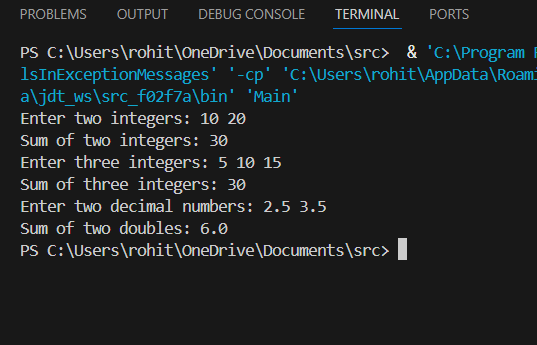 PROBLEMS OUTPUT DEBUG CONSOLE TERMINAL PORTS
PS C:\Users\rohit\OneDrive\Documents\src> & 'C:\Program
lsInExceptionMessages' '-cp' 'C:\Users\rohit\AppData\Roami
a\jdt_ws\src_f02f7a\bin' 'Main'
Enter two integers: 10 20
Sum of two integers: 30
Enter three integers: 5 10 15
Sum of three integers: 30
Enter two decimal numbers: 2.5 3.5
Sum of two doubles: 6.0
PS C:\Users\rohit\OneDrive\Documents\src>